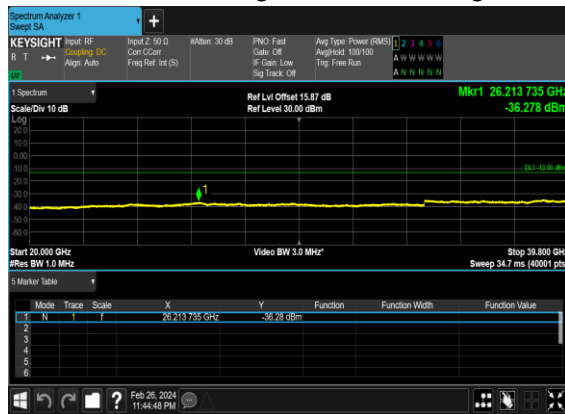 Spectrum Analyzer 1
Swept SA
+
KEYSIGHT Input: RF Input Z: 50 Ω #Atten: 30 dB PNO: Fast Avg Type: Power (RMS) 1 2 3 4 5 6
R T Coupling: DC Corr CCorr Gate: Off Avg|Hold: 100/100 A W W W W W
Align: Auto Freq Ref: Int (S) IF Gain: Low Trig: Free Run
LW Sig Track: Off A N N N N N
1 Spectrum Ref Lvl Offset 15.87 dB Mkr1 26.213 735 GHz
Scale/Div 10 dB Ref Level 30.00 dBm -36.278 dBm
Log
20.0
10.0
0.00
-10.0 DL1 -13.00 dBm
-20.0
-30.0 1
-40.0
-50.0
-60.0
Start 20.000 GHz Video BW 3.0 MHz* Stop 39.800 GHz
#Res BW 1.0 MHz Sweep 34.7 ms (40001 pts
5 Marker Table
Mode Trace Scale X Y Function Function Width Function Value
1 N 1 f 26.213 735 GHz -36.28 dBm
2
3
4
5
6
? Feb 26, 2024
11:44:48 PM